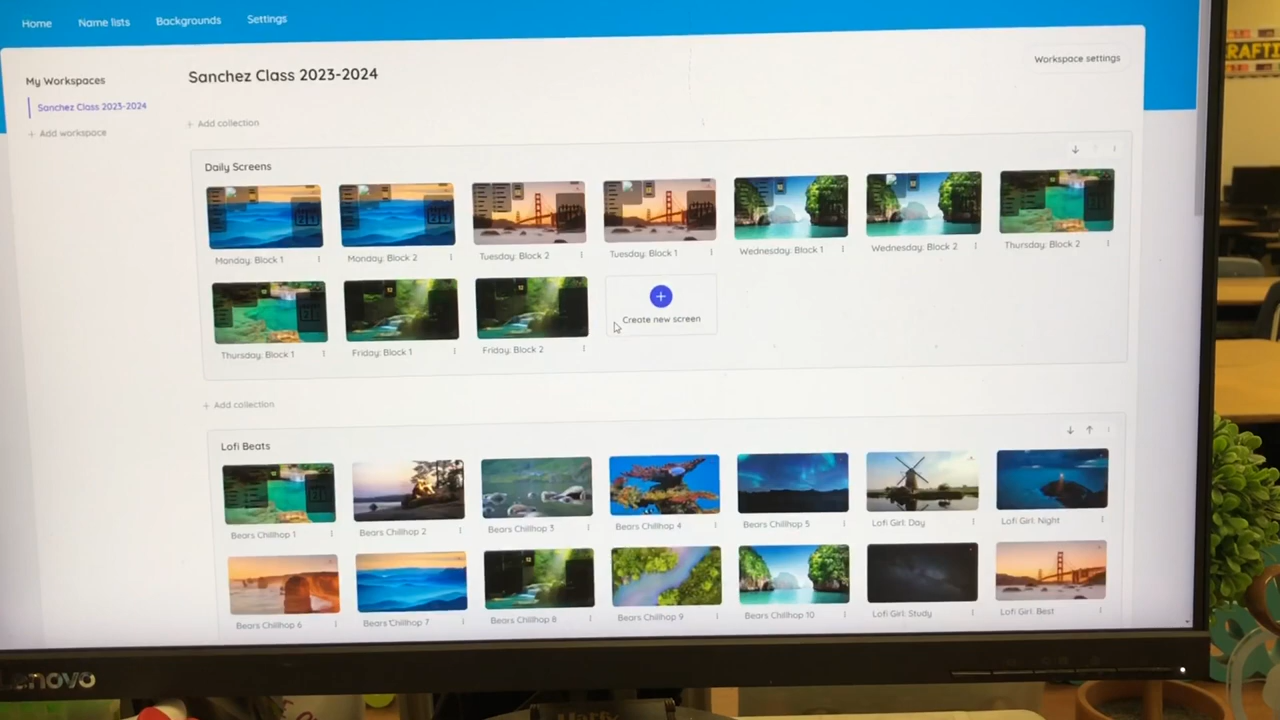 Home Name lists Backgrounds Settings
My Workspaces
Sanchez Class 2023-2024
+ Add workspace
Sanchez Class 2023-2024
Workspace settings
+ Add collection
Daily Screens
Monday: Block 1 Monday: Block 2 Tuesday: Block 2 Tuesday: Block 1 Wednesday: Block 1 Wednesday: Block 2 Thursday: Block 2
Thursday: Block 1 Friday: Block 1 Friday: Block 2 Create new screen
+ Add collection
Lofi Beats
Bears Chillhop 1 Bears Chillhop 2 Bears Chillhop 3 Bears Chillhop 4 Bears Chillhop 5 Lofi Girl: Day Lofi Girl: Night
Bears Chillhop 6 Bears Chillhop 7 Bears Chillhop 8 Bears Chillhop 9 Bears Chillhop 10 Lofi Girl: Study Lofi Girl: Best
Lenovo